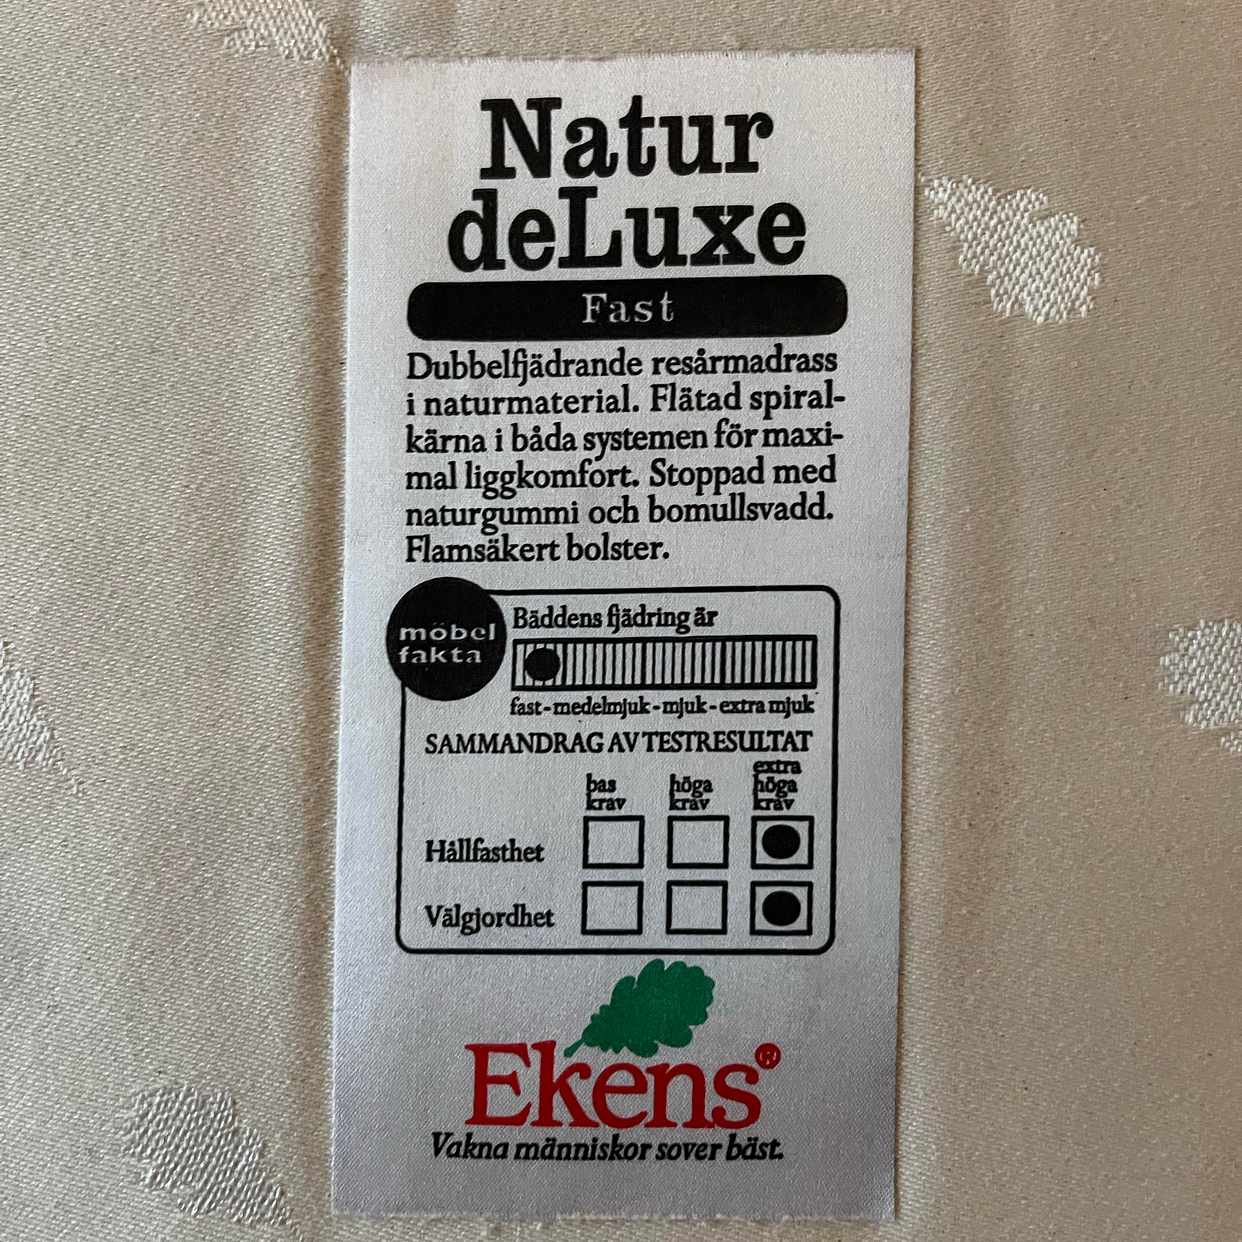 Natur
deLuxe
Fast
Dubbelfjädrande resårmadrass
i naturmaterial. Flätad spiral-
kärna i båda systemen för maxi-
mal liggkomfort. Stoppad med
naturgummi och bomullsvadd.
Flamsäkert bolster.
möbel
fakta
Bäddens fjädring är
fast - medelmjuk - mjuk - extra mjuk
SAMMANDRAG AV TESTRESULTAT
bas
krav
höga
krav
extra
höga
krav
Hållfasthet
Välgjordhet
Ekens®
Vakna människor sover bäst.